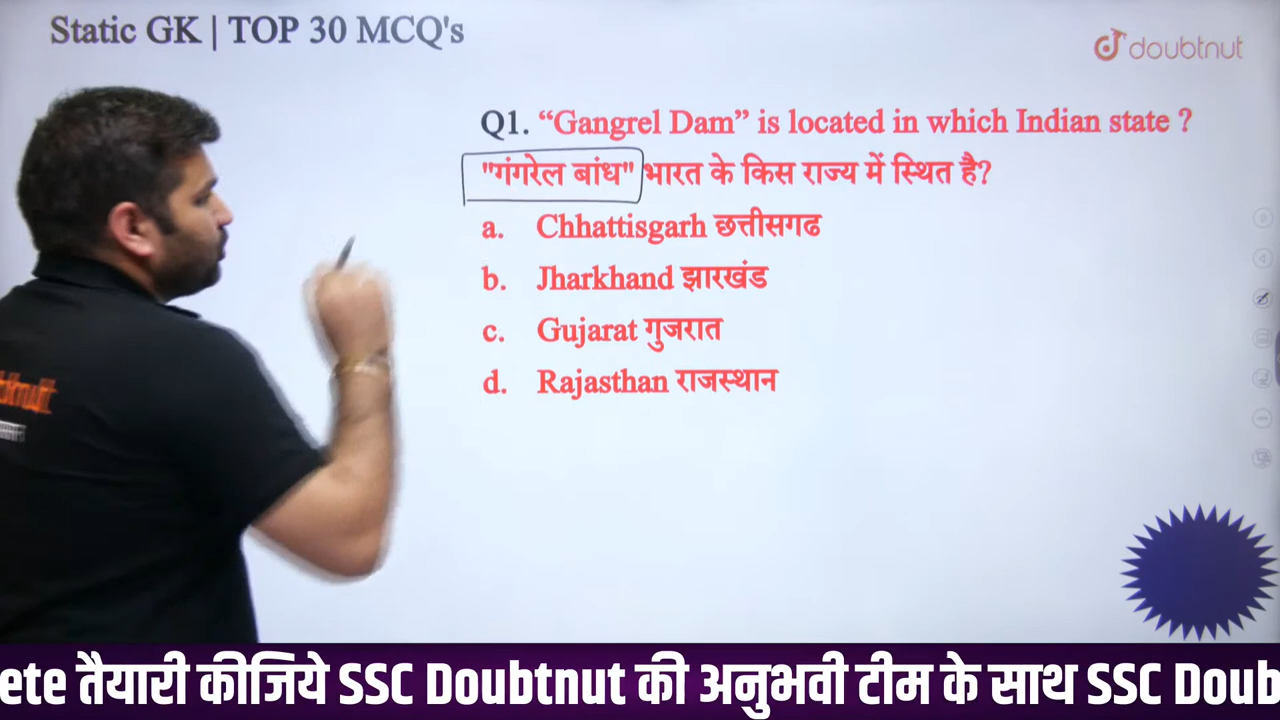 Static GK | TOP 30 MCQ's
doubtnut
Q1. “Gangrel Dam” is located in which Indian state ?
"गंगरेल बांध" भारत के किस राज्य में स्थित है?
a. Chhattisgarh छत्तीसगढ
b. Jharkhand झारखंड
c. Gujarat गुजरात
d. Rajasthan राजस्थान
ete तैयारी कीजिये SSC Doubtnut की अनुभवी टीम के साथ SSC Doub